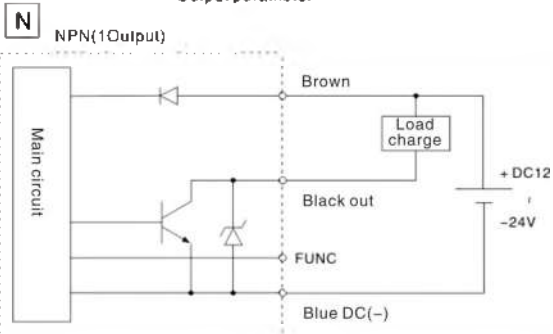 N
NPN(1Output)
Brown
Load
charge
Main circuit
+ DC12
~
-24V
Black out
FUNC
Blue DC(-)